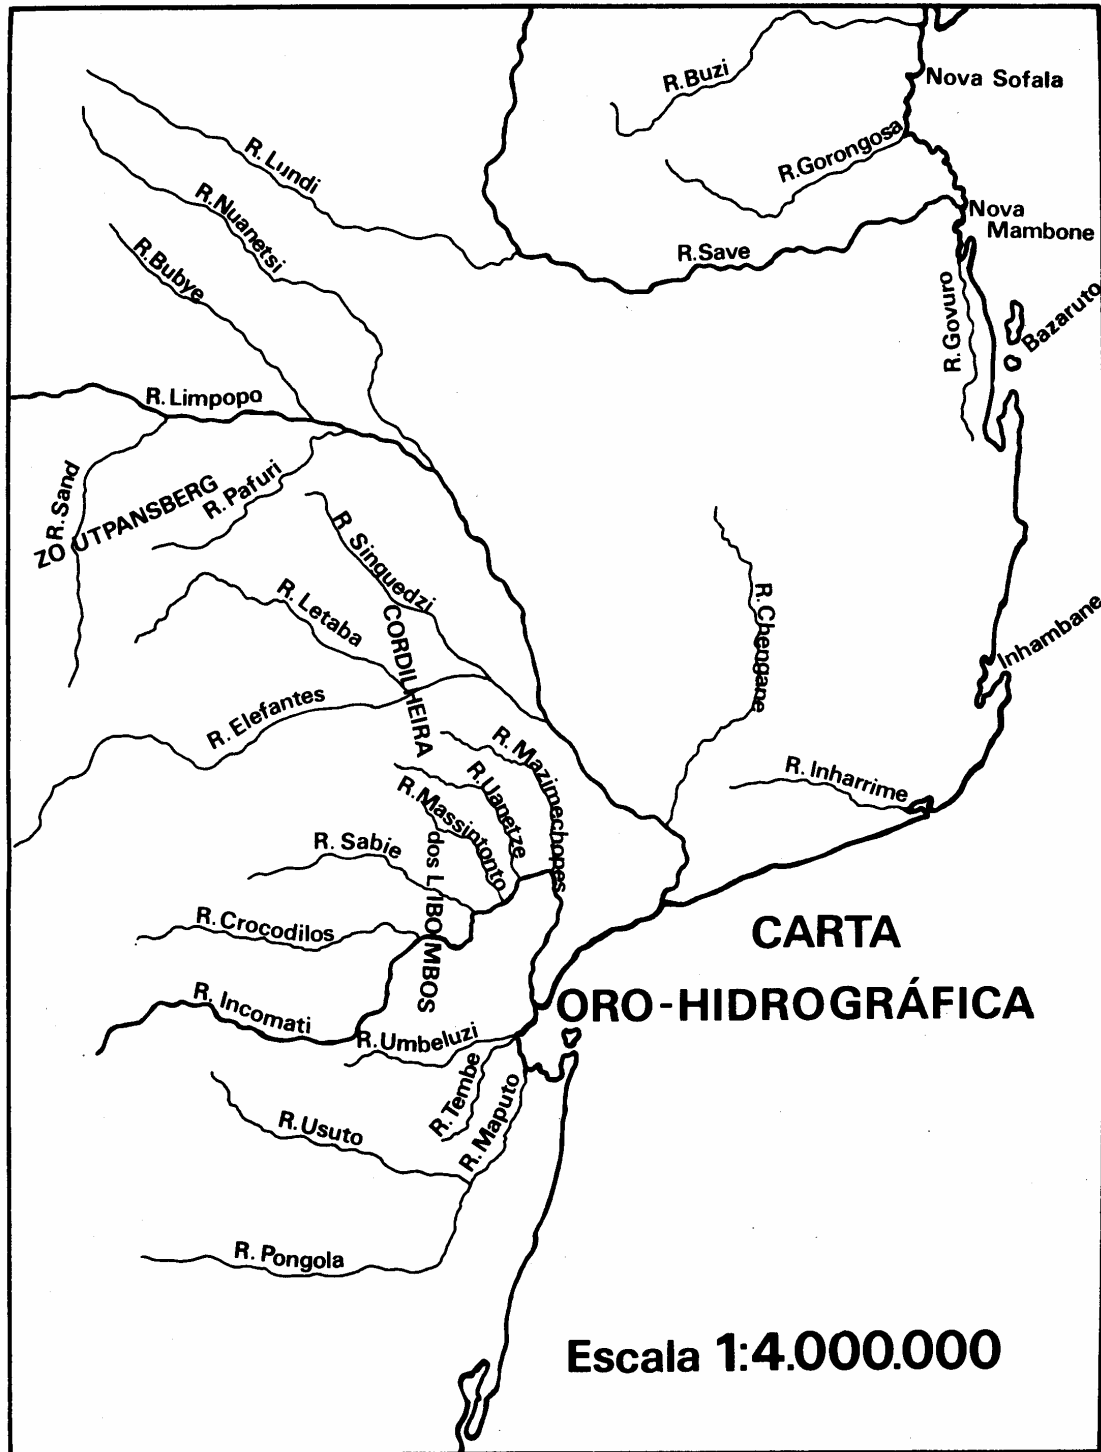 R.Buzi
Nova Sofala
R.Gorongosa
R. Lundi
R.Nuanetsi
Nova
Mambone
R.Save
R.Bubye
R.Govuro
Bazaruto
R. Limpopo
R.Sand
ZOUTPANSBERG
R. Pafuri
R. Singuedzi
R. Letaba
CORDILHEIRA
dos LIBOMBOS
R.Chengane
Inhambane
R. Elefantes
R. Mazimechopes
R.Uanetze
R. Massintonto
R. Inharrime
R. Sabie
R. Crocodilos
CARTA
ORO-HIDROGRÁFICA
R. Incomati
R.Umbeluzi
R. Tembe
R. Maputo
R.Usuto
R. Pongola
Escala 1:4.000.000